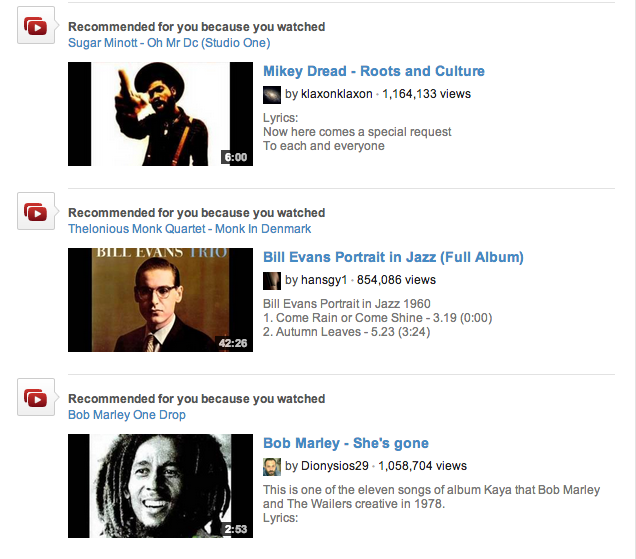 Recommended for you because you watched
Sugar Minott - Oh Mr Dc (Studio One)
Mikey Dread - Roots and Culture
by klaxonklaxon · 1,164,133 views
Lyrics:
Now here comes a special request
To each and everyone
6:00
Recommended for you because you watched
Thelonious Monk Quartet - Monk In Denmark
BILL EVANS TRIO
42:26
Bill Evans Portrait in Jazz (Full Album)
by hansgy1 · 854,086 views
Bill Evans Portrait in Jazz 1960
1. Come Rain or Come Shine - 3.19 (0:00)
2. Autumn Leaves - 5.23 (3:24)
Recommended for you because you watched
Bob Marley One Drop
2:53
Bob Marley - She's gone
by Dionysios29 · 1,058,704 views
This is one of the eleven songs of album Kaya that Bob Marley
and The Wailers creative in 1978.
Lyrics: